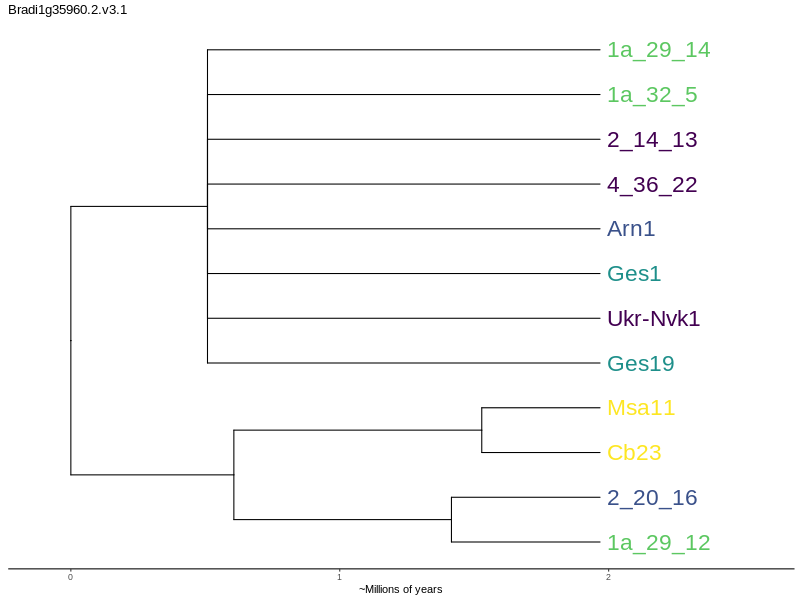 Bradi1g35960.2.v3.1
1a_29_14
1a_32_5
2_14_13
4_36_22
Arn1
Ges1
Ukr-Nvk1
Ges19
Msa11
Cb23
2_20_16
1a_29_12
0 1 2
~Millions of years